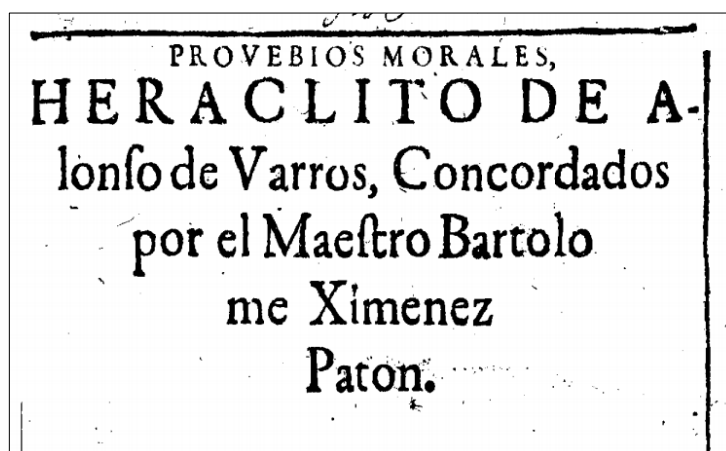 PROVEBIOS MORALES,
HERACLITO DE A-
lonſo de Varros, Concordados
por el Maeſtro Bartolo
me Ximenez
Paton.